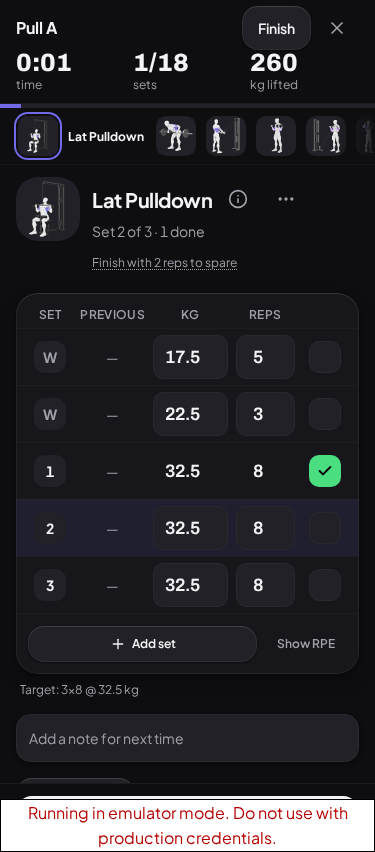 Pull A
Finish
0:01 1/18 260
time sets kg lifted
Lat Pulldown
Lat Pulldown
Set 2 of 3 · 1 done
Finish with 2 reps to spare
SET PREVIOUS KG REPS
W — 17.5 5
W — 22.5 3
1 — 32.5 8
2 — 32.5 8
3 — 32.5 8
+ Add set Show RPE
Target: 3×8 @ 32.5 kg
Add a note for next time
Running in emulator mode. Do not use with
production credentials.